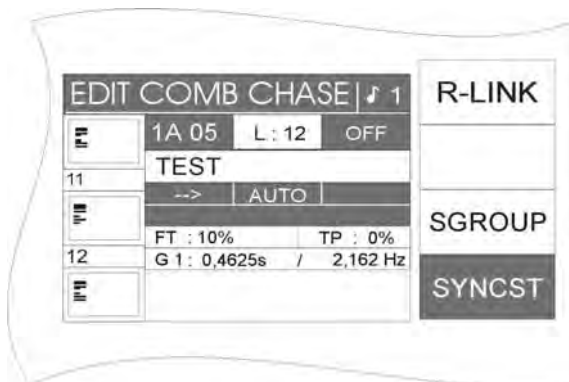 EDIT COMB CHASE ♪ 1
R-LINK
1A 05 L : 12 OFF
TEST
11
--> AUTO
SGROUP
FT : 10% TP : 0%
12
G 1 : 0,4625s / 2,162 Hz
SYNCST